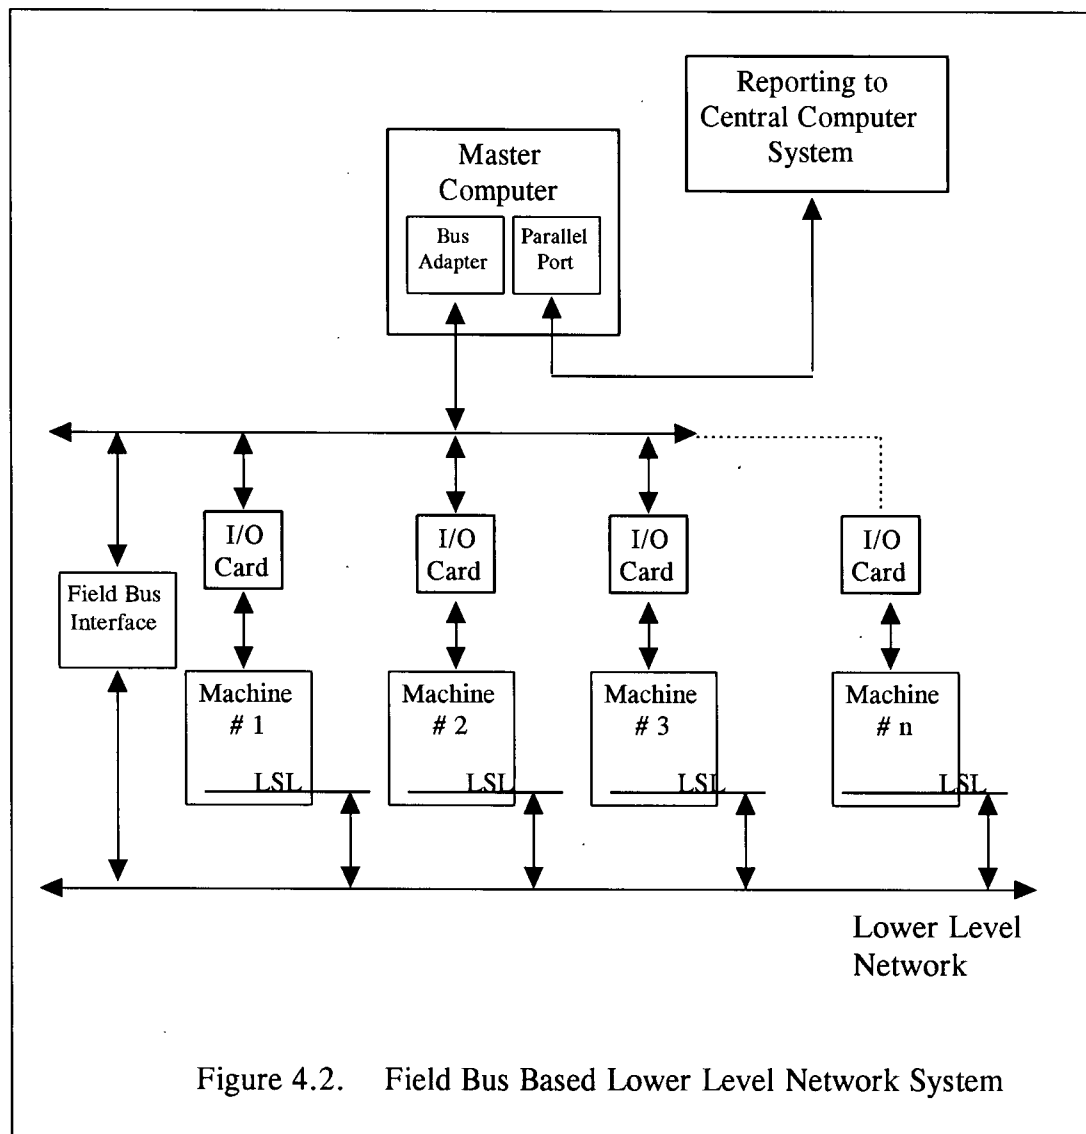 Reporting to
Central Computer
System
Master
Computer
Bus
Adapter
Parallel
Port
I/O
Card
I/O
Card
I/O
Card
I/O
Card
Field Bus
Interface
Machine
# 1
Machine
# 2
Machine
# 3
Machine
# n
LSL
LSL
LSL
LSL
Lower Level
Network
Figure 4.2. Field Bus Based Lower Level Network System